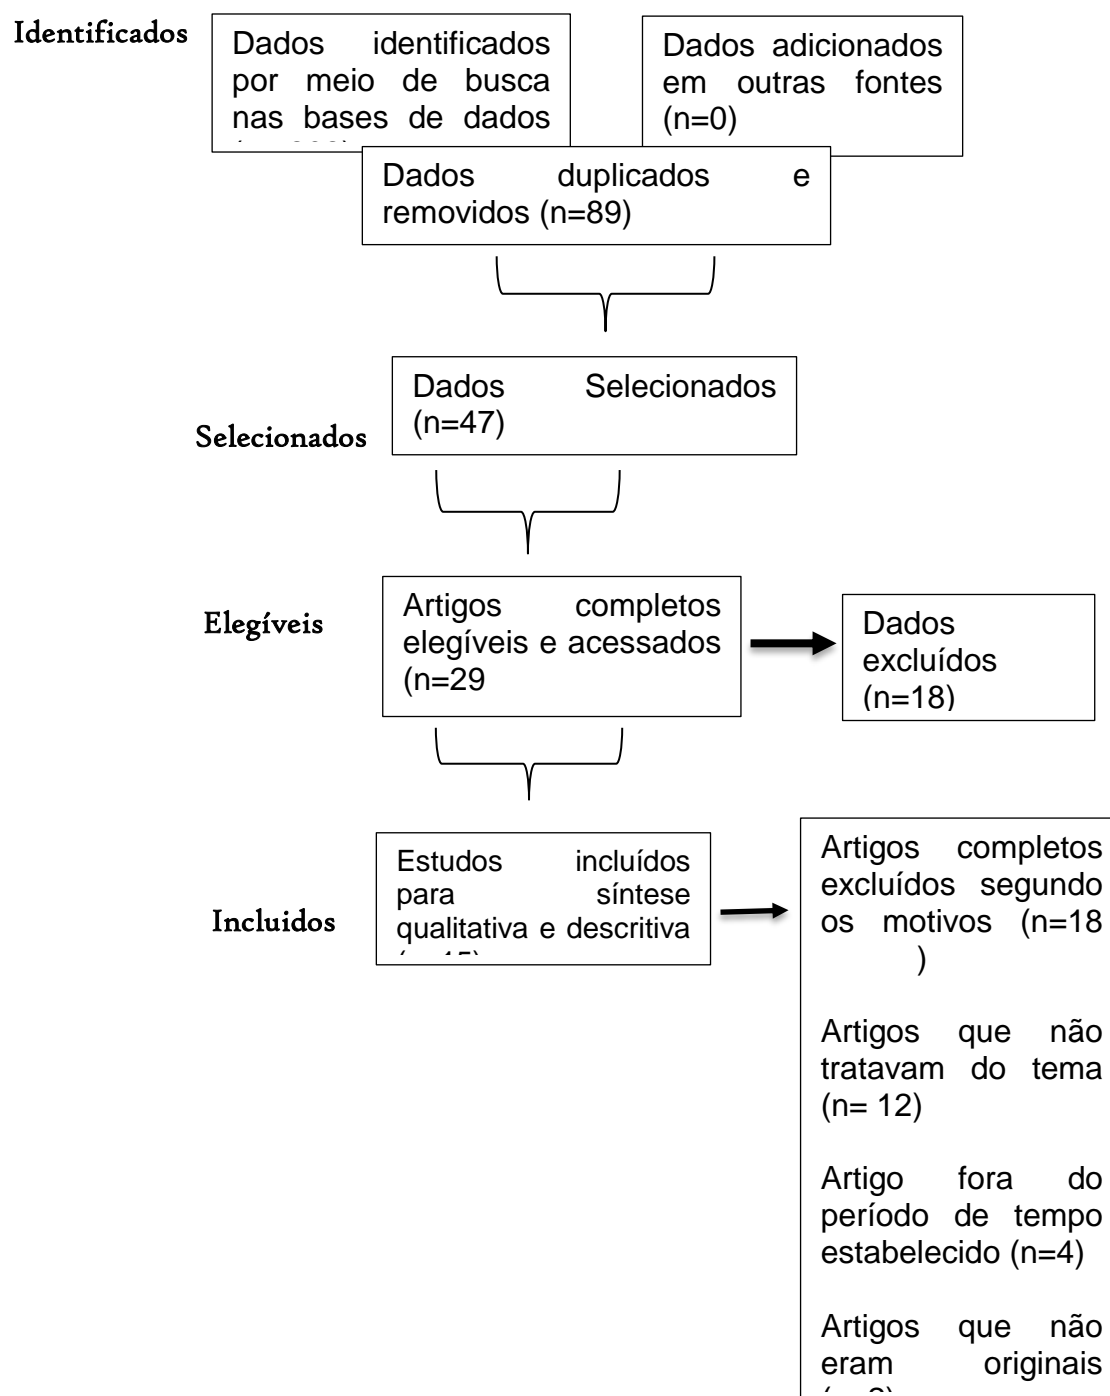 Identificados
Dados identificados
por meio de busca
nas bases de dados
Dados adicionados
em outras fontes
(n=0)
Dados duplicados e
removidos (n=89)
Selecionados
Dados Selecionados
(n=47)
Elegíveis
Artigos completos
elegíveis e acessados
(n=29
Dados
excluídos
(n=18)
Incluidos
Estudos incluídos
para síntese
qualitativa e descritiva
Artigos completos
excluídos segundo
os motivos (n=18
)
Artigos que não
tratavam do tema
(n= 12)
Artigo fora do
período de tempo
estabelecido (n=4)
Artigos que não
eram originais